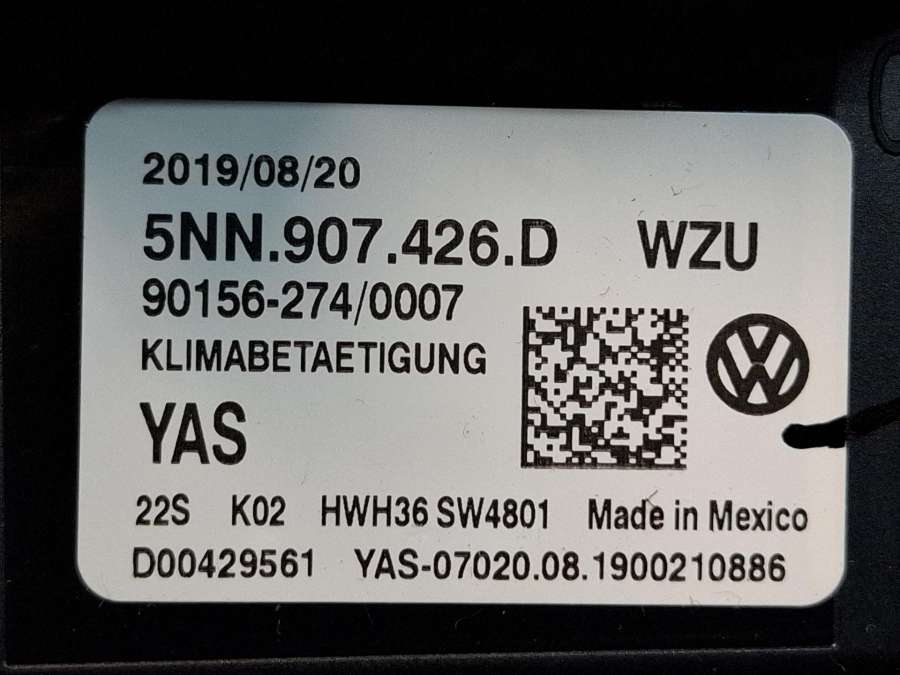 2019/08/20
5NN.907.426.D WZU
90156-274/0007
KLIMABETAETIGUNG
YAS
22S K02 HWH36 SW4801 Made in Mexico
D00429561 YAS-07020.08.1900210886